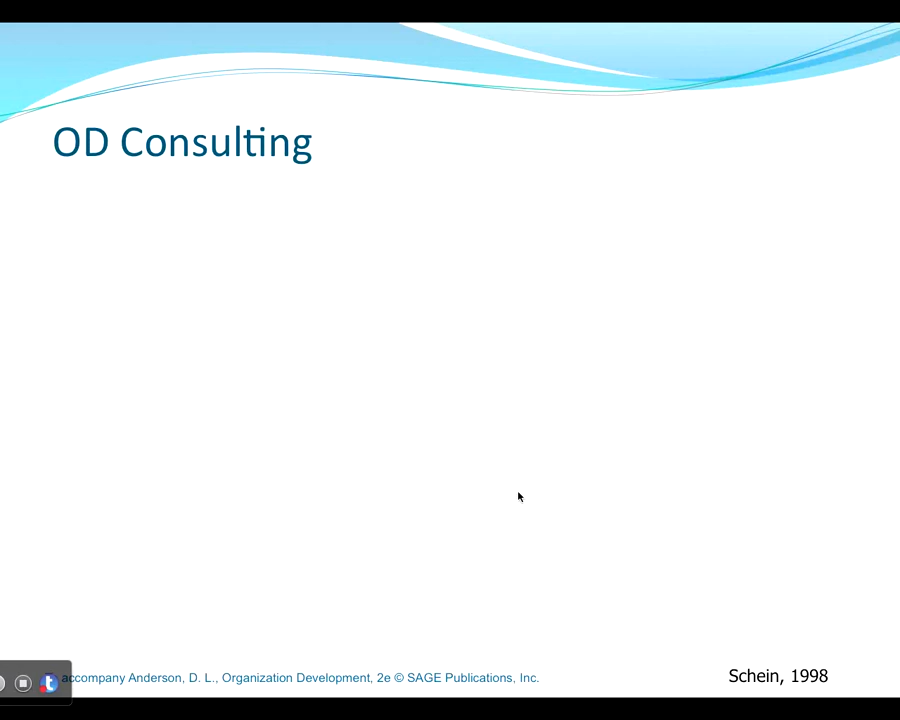 OD Consulting
accompany Anderson, D. L., Organization Development, 2e © SAGE Publications, Inc.
Schein, 1998